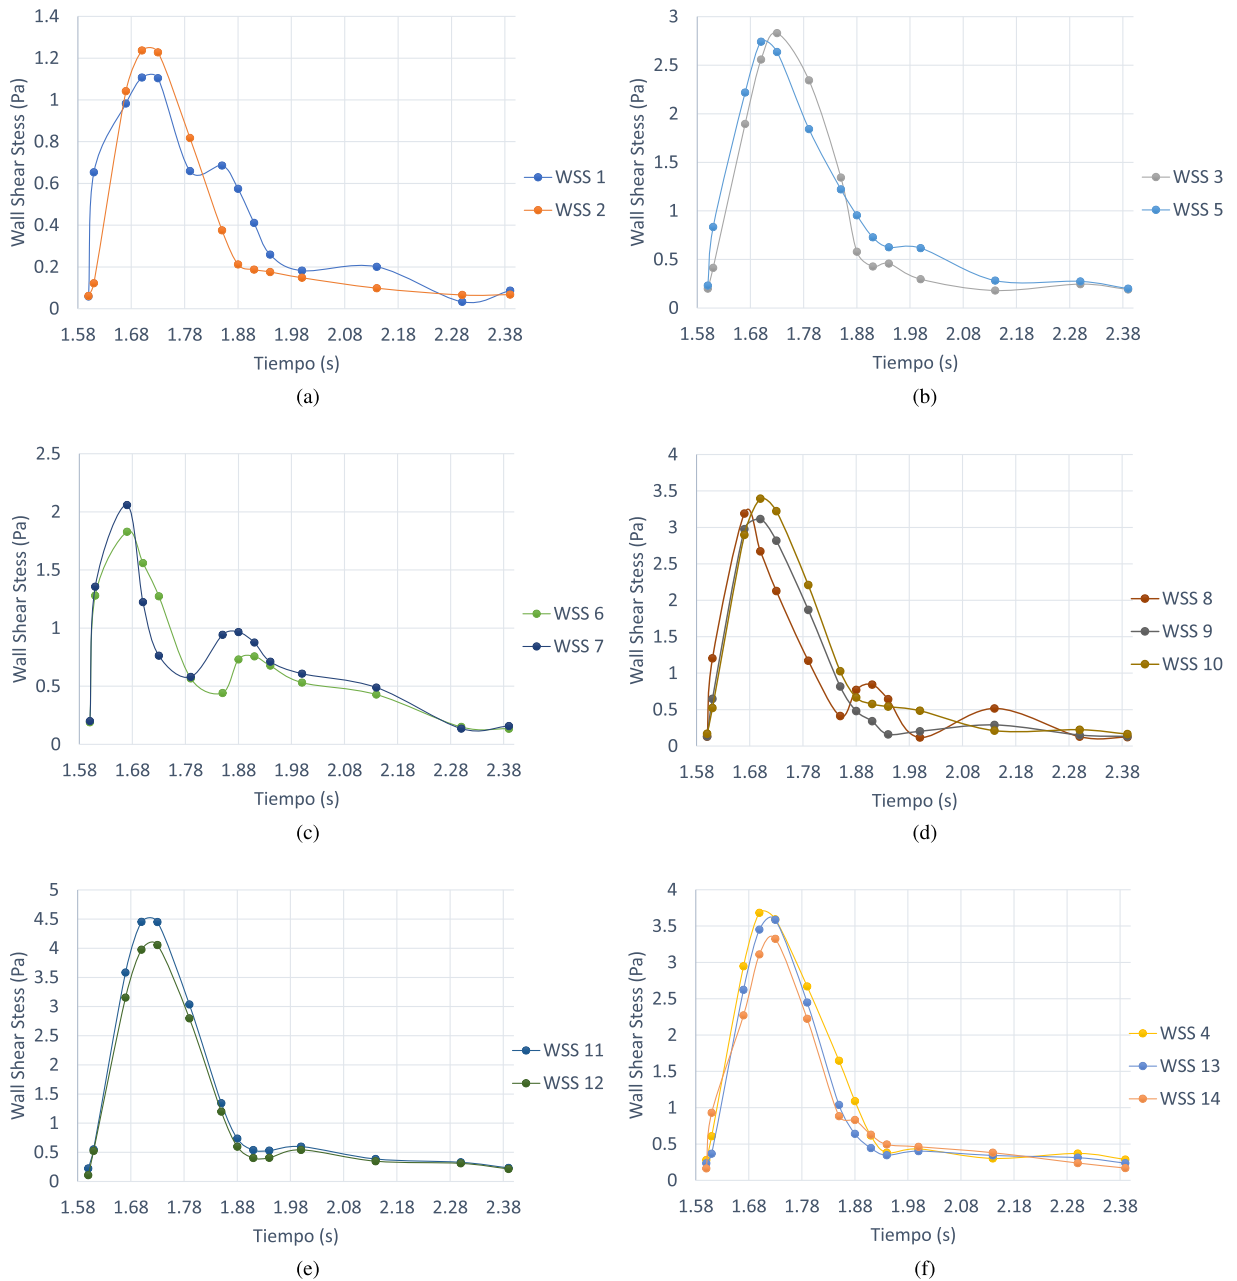 1.4
1.2
1
0.8
0.6
0.4
0.2
0
Wall Shear Stess (Pa)
1.58 1.68 1.78 1.88 1.98 2.08 2.18 2.28 2.38
Tiempo (s)
WSS 1
WSS 2
(a)
3
2.5
2
1.5
1
0.5
0
Wall Shear Stess (Pa)
1.58 1.68 1.78 1.88 1.98 2.08 2.18 2.28 2.38
Tiempo (s)
WSS 3
WSS 5
(b)
2.5
2
1.5
1
0.5
0
Wall Shear Stess (Pa)
1.58 1.68 1.78 1.88 1.98 2.08 2.18 2.28 2.38
Tiempo (s)
WSS 6
WSS 7
(c)
4
3.5
3
2.5
2
1.5
1
0.5
0
Wall Shear Stess (Pa)
1.58 1.68 1.78 1.88 1.98 2.08 2.18 2.28 2.38
Tiempo (s)
WSS 8
WSS 9
WSS 10
(d)
5
4.5
4
3.5
3
2.5
2
1.5
1
0.5
0
Wall Shear Stess (Pa)
1.58 1.68 1.78 1.88 1.98 2.08 2.18 2.28 2.38
Tiempo (s)
WSS 11
WSS 12
(e)
4
3.5
3
2.5
2
1.5
1
0.5
0
Wall Shear Stess (Pa)
1.58 1.68 1.78 1.88 1.98 2.08 2.18 2.28 2.38
Tiempo (s)
WSS 4
WSS 13
WSS 14
(f)